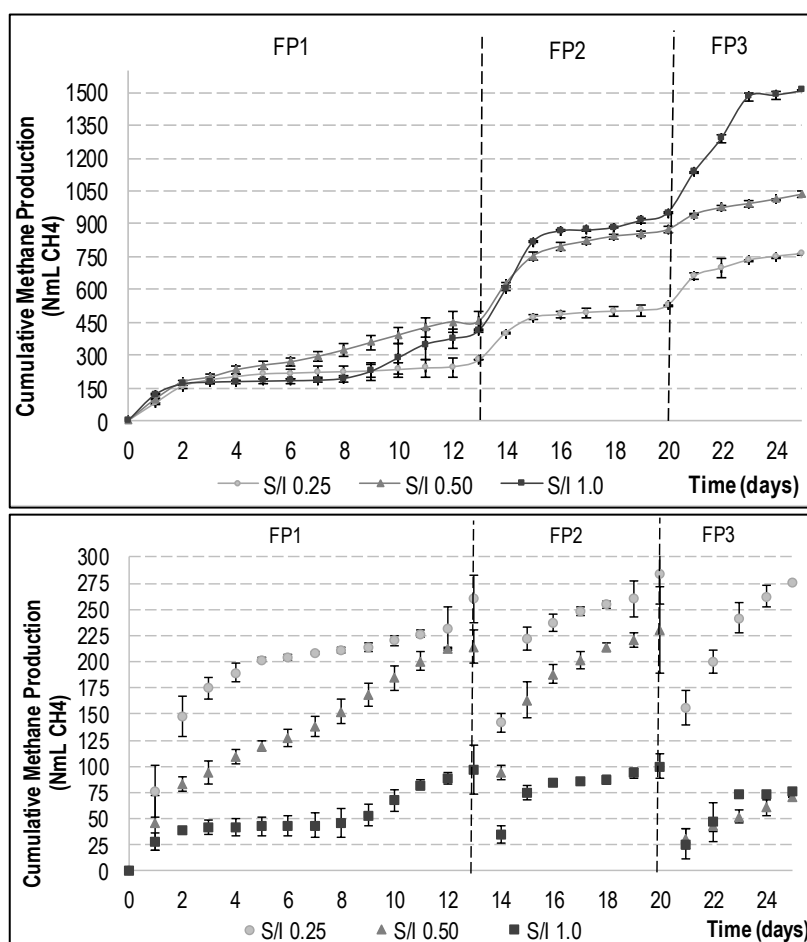 FP1 FP2 FP3
Cumulative Methane Production
(NmL CH4)
1500
1350
1200
1050
900
750
600
450
300
150
0
0 2 4 6 8 10 12 14 16 18 20 22 24
S/I 0.25 S/I 0.50 S/I 1.0 Time (days)
FP1 FP2 FP3
Cumulative Methane Production
(NmL CH4)
300
275
250
225
200
175
150
125
100
75
50
25
0
0 2 4 6 8 10 12 14 16 18 20 22 24
S/I 0.25 S/I 0.50 S/I 1.0 Time (days)